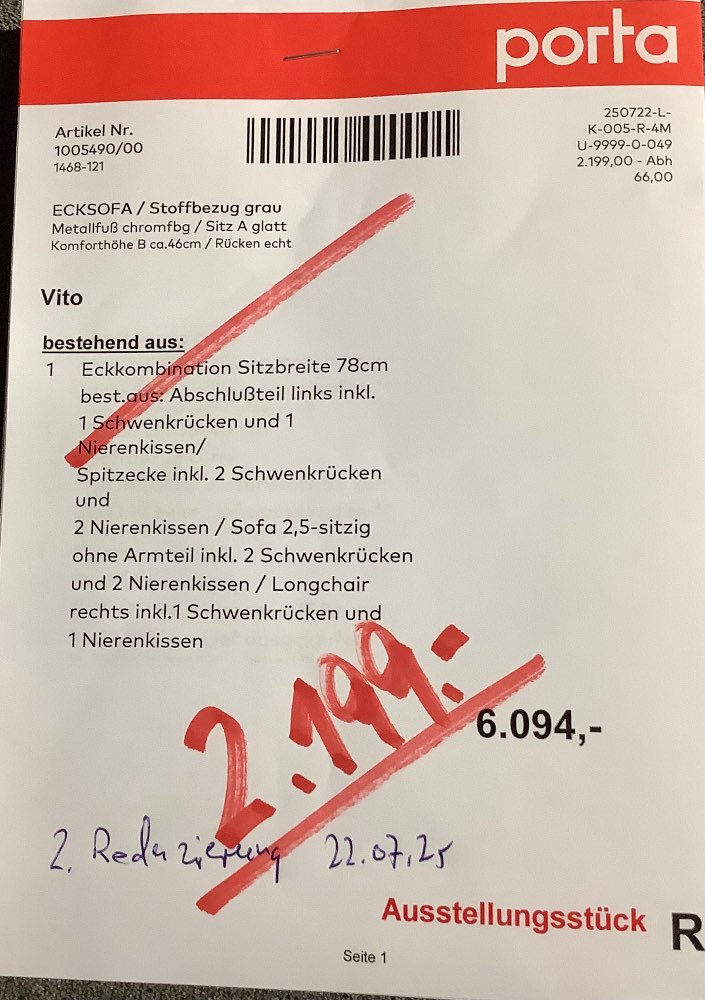 porta
Artikel Nr.
1005490/00
1468-121
250722-L-
K-005-R-4M
U-9999-0-049
2.199,00 - Abh
66,00
ECKSOFA / Stoffbezug grau
Metallfuß chromfbg / Sitz A glatt
Komforthöhe B ca.46cm / Rücken echt
Vito
bestehend aus:
1 Eckkombination Sitzbreite 78cm
best.aus: Abschlußteil links inkl.
1 Schwenkrücken und 1
Nierenkissen/
Spitzecke inkl. 2 Schwenkrücken
und
2 Nierenkissen / Sofa 2,5-sitzig
ohne Armteil inkl. 2 Schwenkrücken
und 2 Nierenkissen / Longchair
rechts inkl.1 Schwenkrücken und
1 Nierenkissen
2.199.-
6.094,-
2. Reduzierung 22.07.25
Ausstellungsstück R
Seite 1